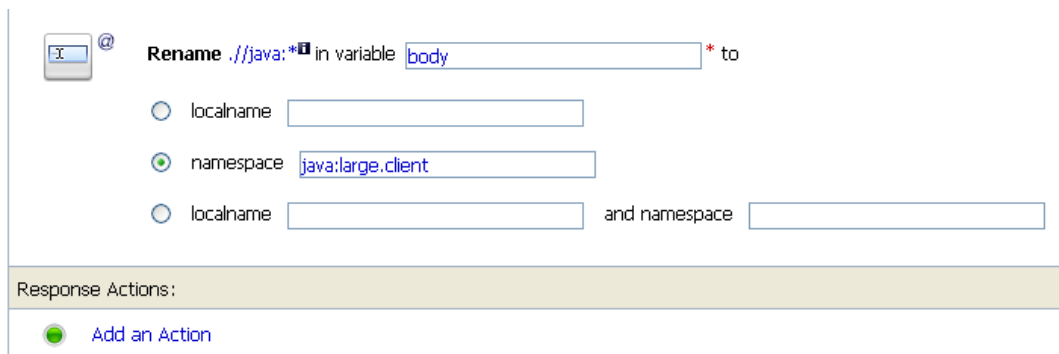 @ Rename .//java:* i in variable body * to
localname
namespace java:large.client
localname and namespace
Response Actions:
Add an Action